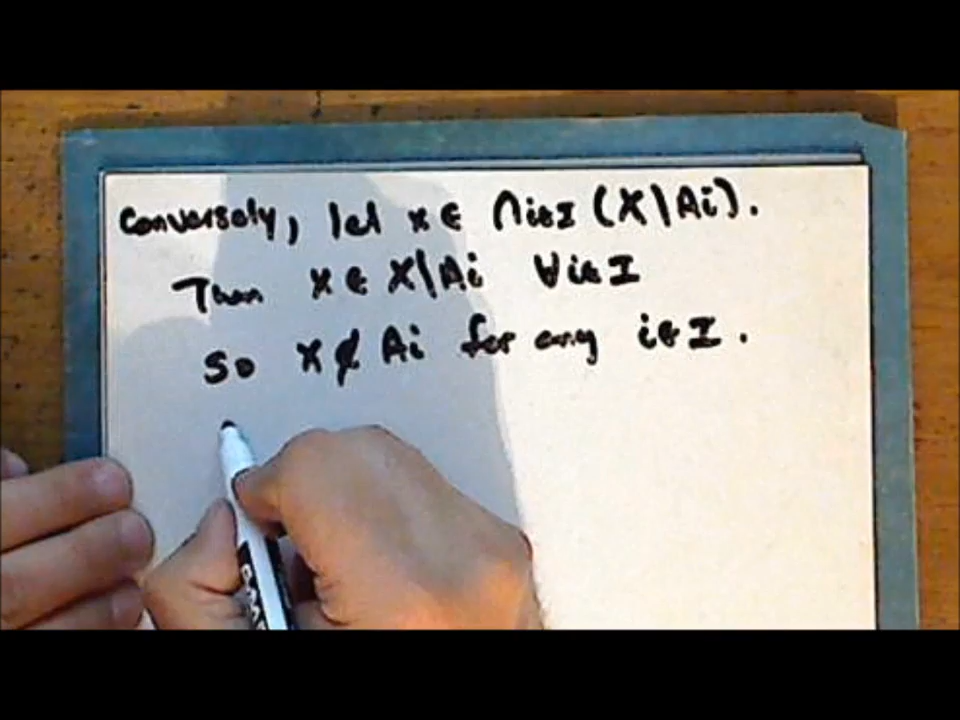 Conversely, let x ∈ ∩i∈I (X\Ai).
Then x ∈ X\Ai ∀i∈I
So x ∉ Ai for any i∈I.